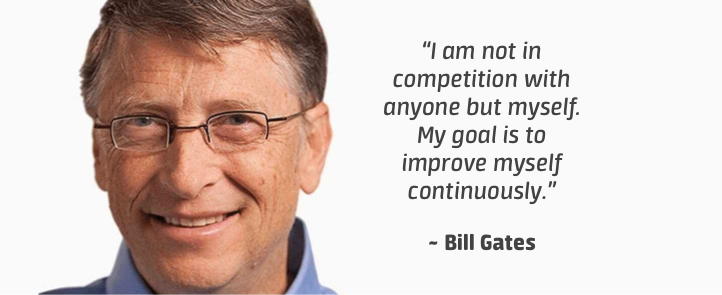 “I am not in
competition with
anyone but myself.
My goal is to
improve myself
continuously.”
~ Bill Gates